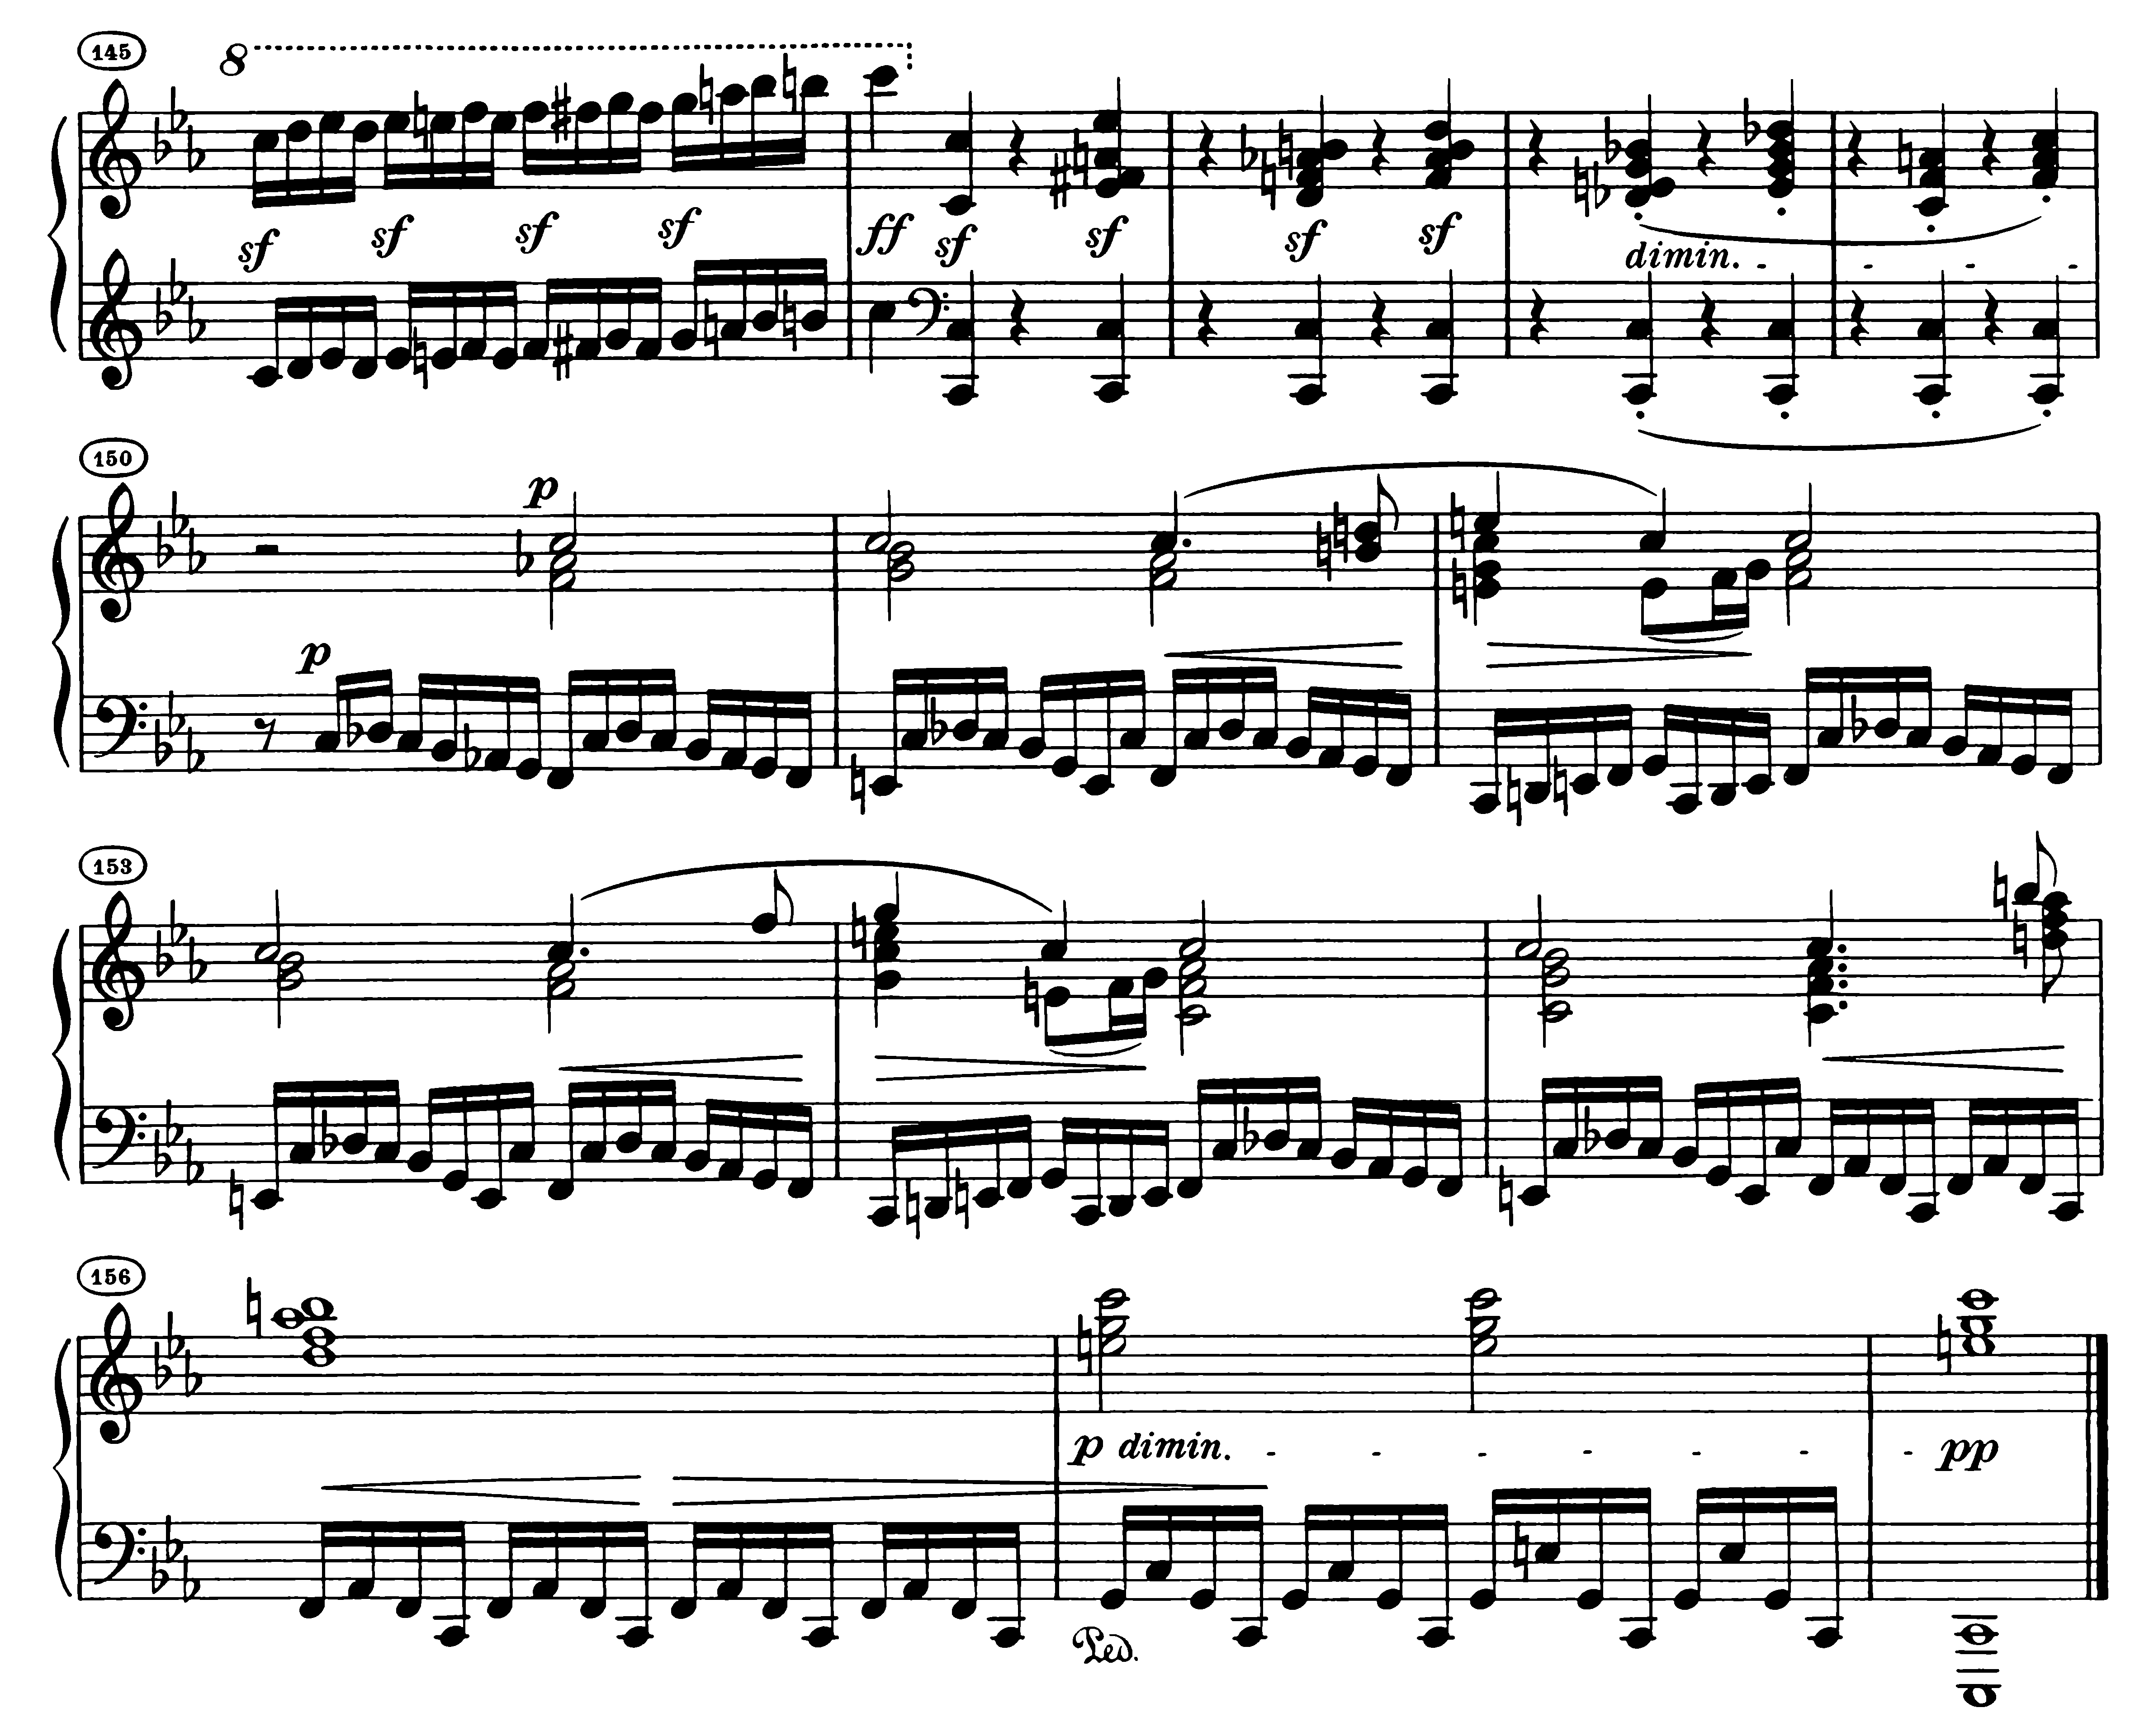 145
8
sf sf sf sf ff sf sf sf sf dimin.
150
p
p
153
156
p dimin. pp
Ped.